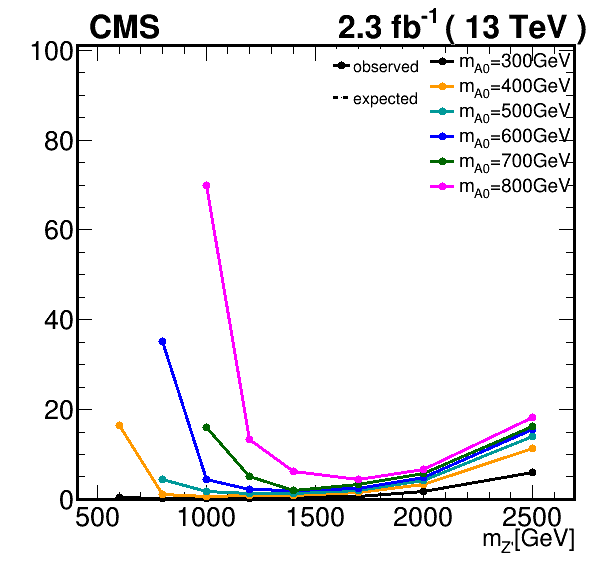 CMS
2.3 fb-1 ( 13 TeV )
100
80
60
40
20
0
observed
expected
mA0=300GeV
mA0=400GeV
mA0=500GeV
mA0=600GeV
mA0=700GeV
mA0=800GeV
500 1000 1500 2000 2500
mZ'[GeV]